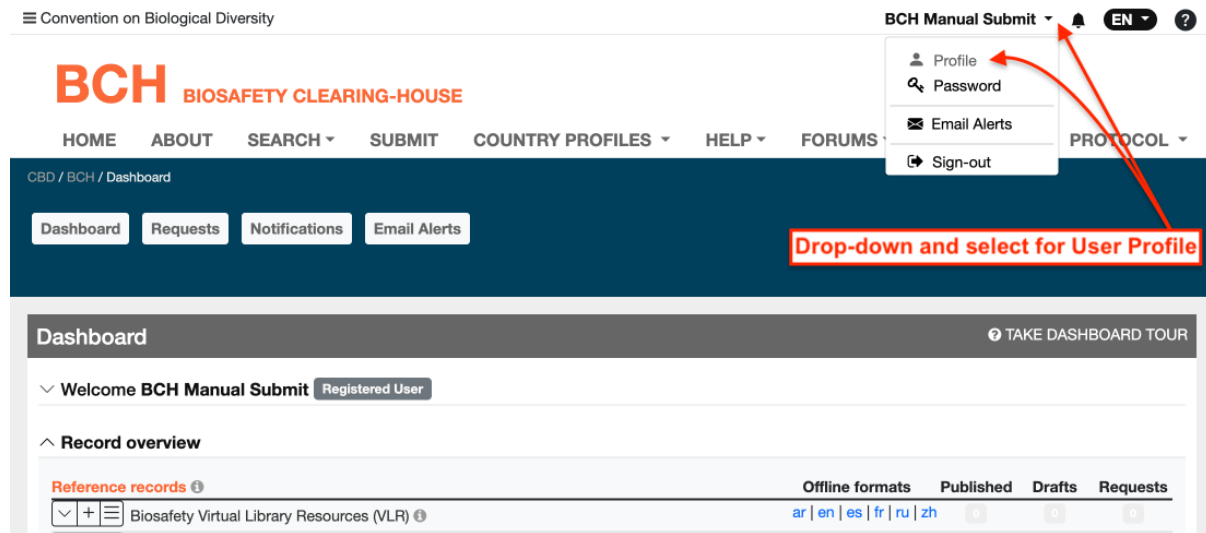 Convention on Biological Diversity
BCH Manual Submit
EN
?
Profile
Password
Email Alerts
Sign-out
BCH BIOSAFETY CLEARING-HOUSE
HOME ABOUT SEARCH SUBMIT COUNTRY PROFILES HELP FORUMS PROTOCOL
CBD / BCH / Dashboard
Dashboard Requests Notifications Email Alerts
Drop-down and select for User Profile
Dashboard
? TAKE DASHBOARD TOUR
Welcome BCH Manual Submit Registered User
Record overview
Reference records Offline formats Published Drafts Requests
Biosafety Virtual Library Resources (VLR) ar | en | es | fr | ru | zh 0 0 0